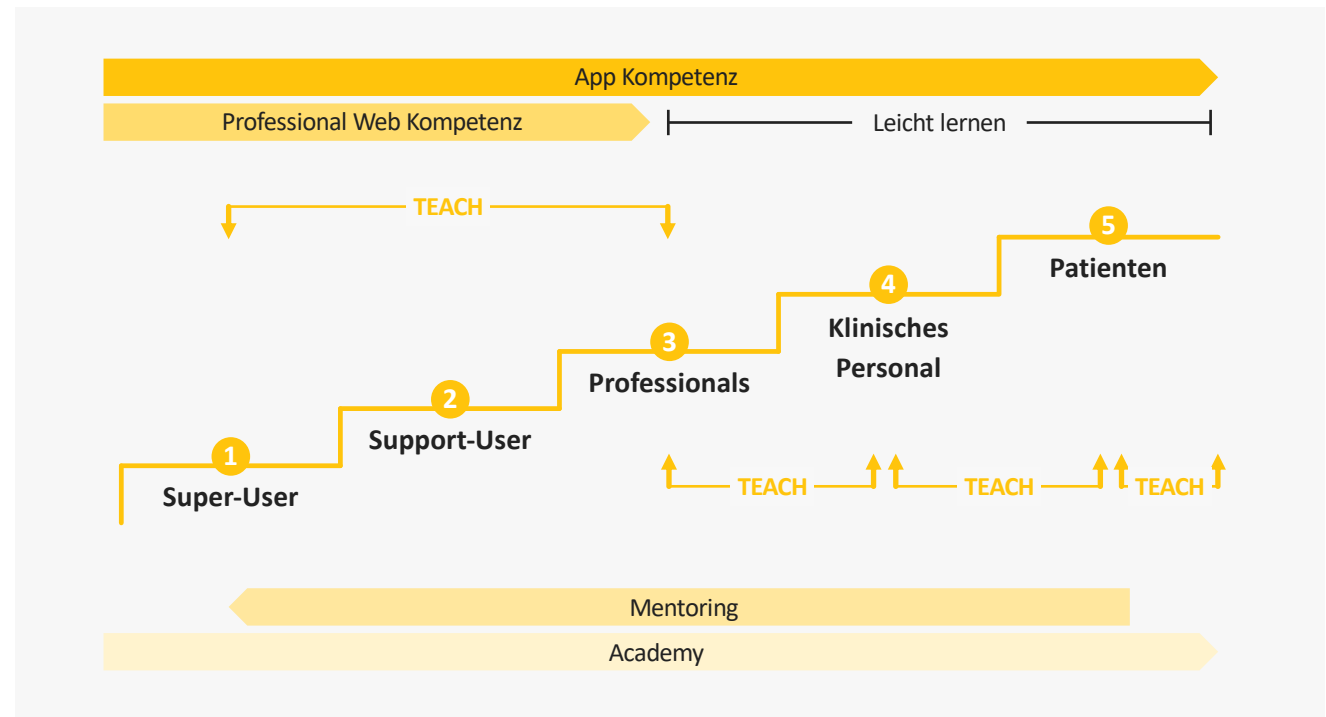 App Kompetenz
Professional Web Kompetenz
Leicht lernen
TEACH
5
Patienten
4
Klinisches
Personal
3
Professionals
2
Support-User
1
Super-User
TEACH
TEACH
TEACH
Mentoring
Academy